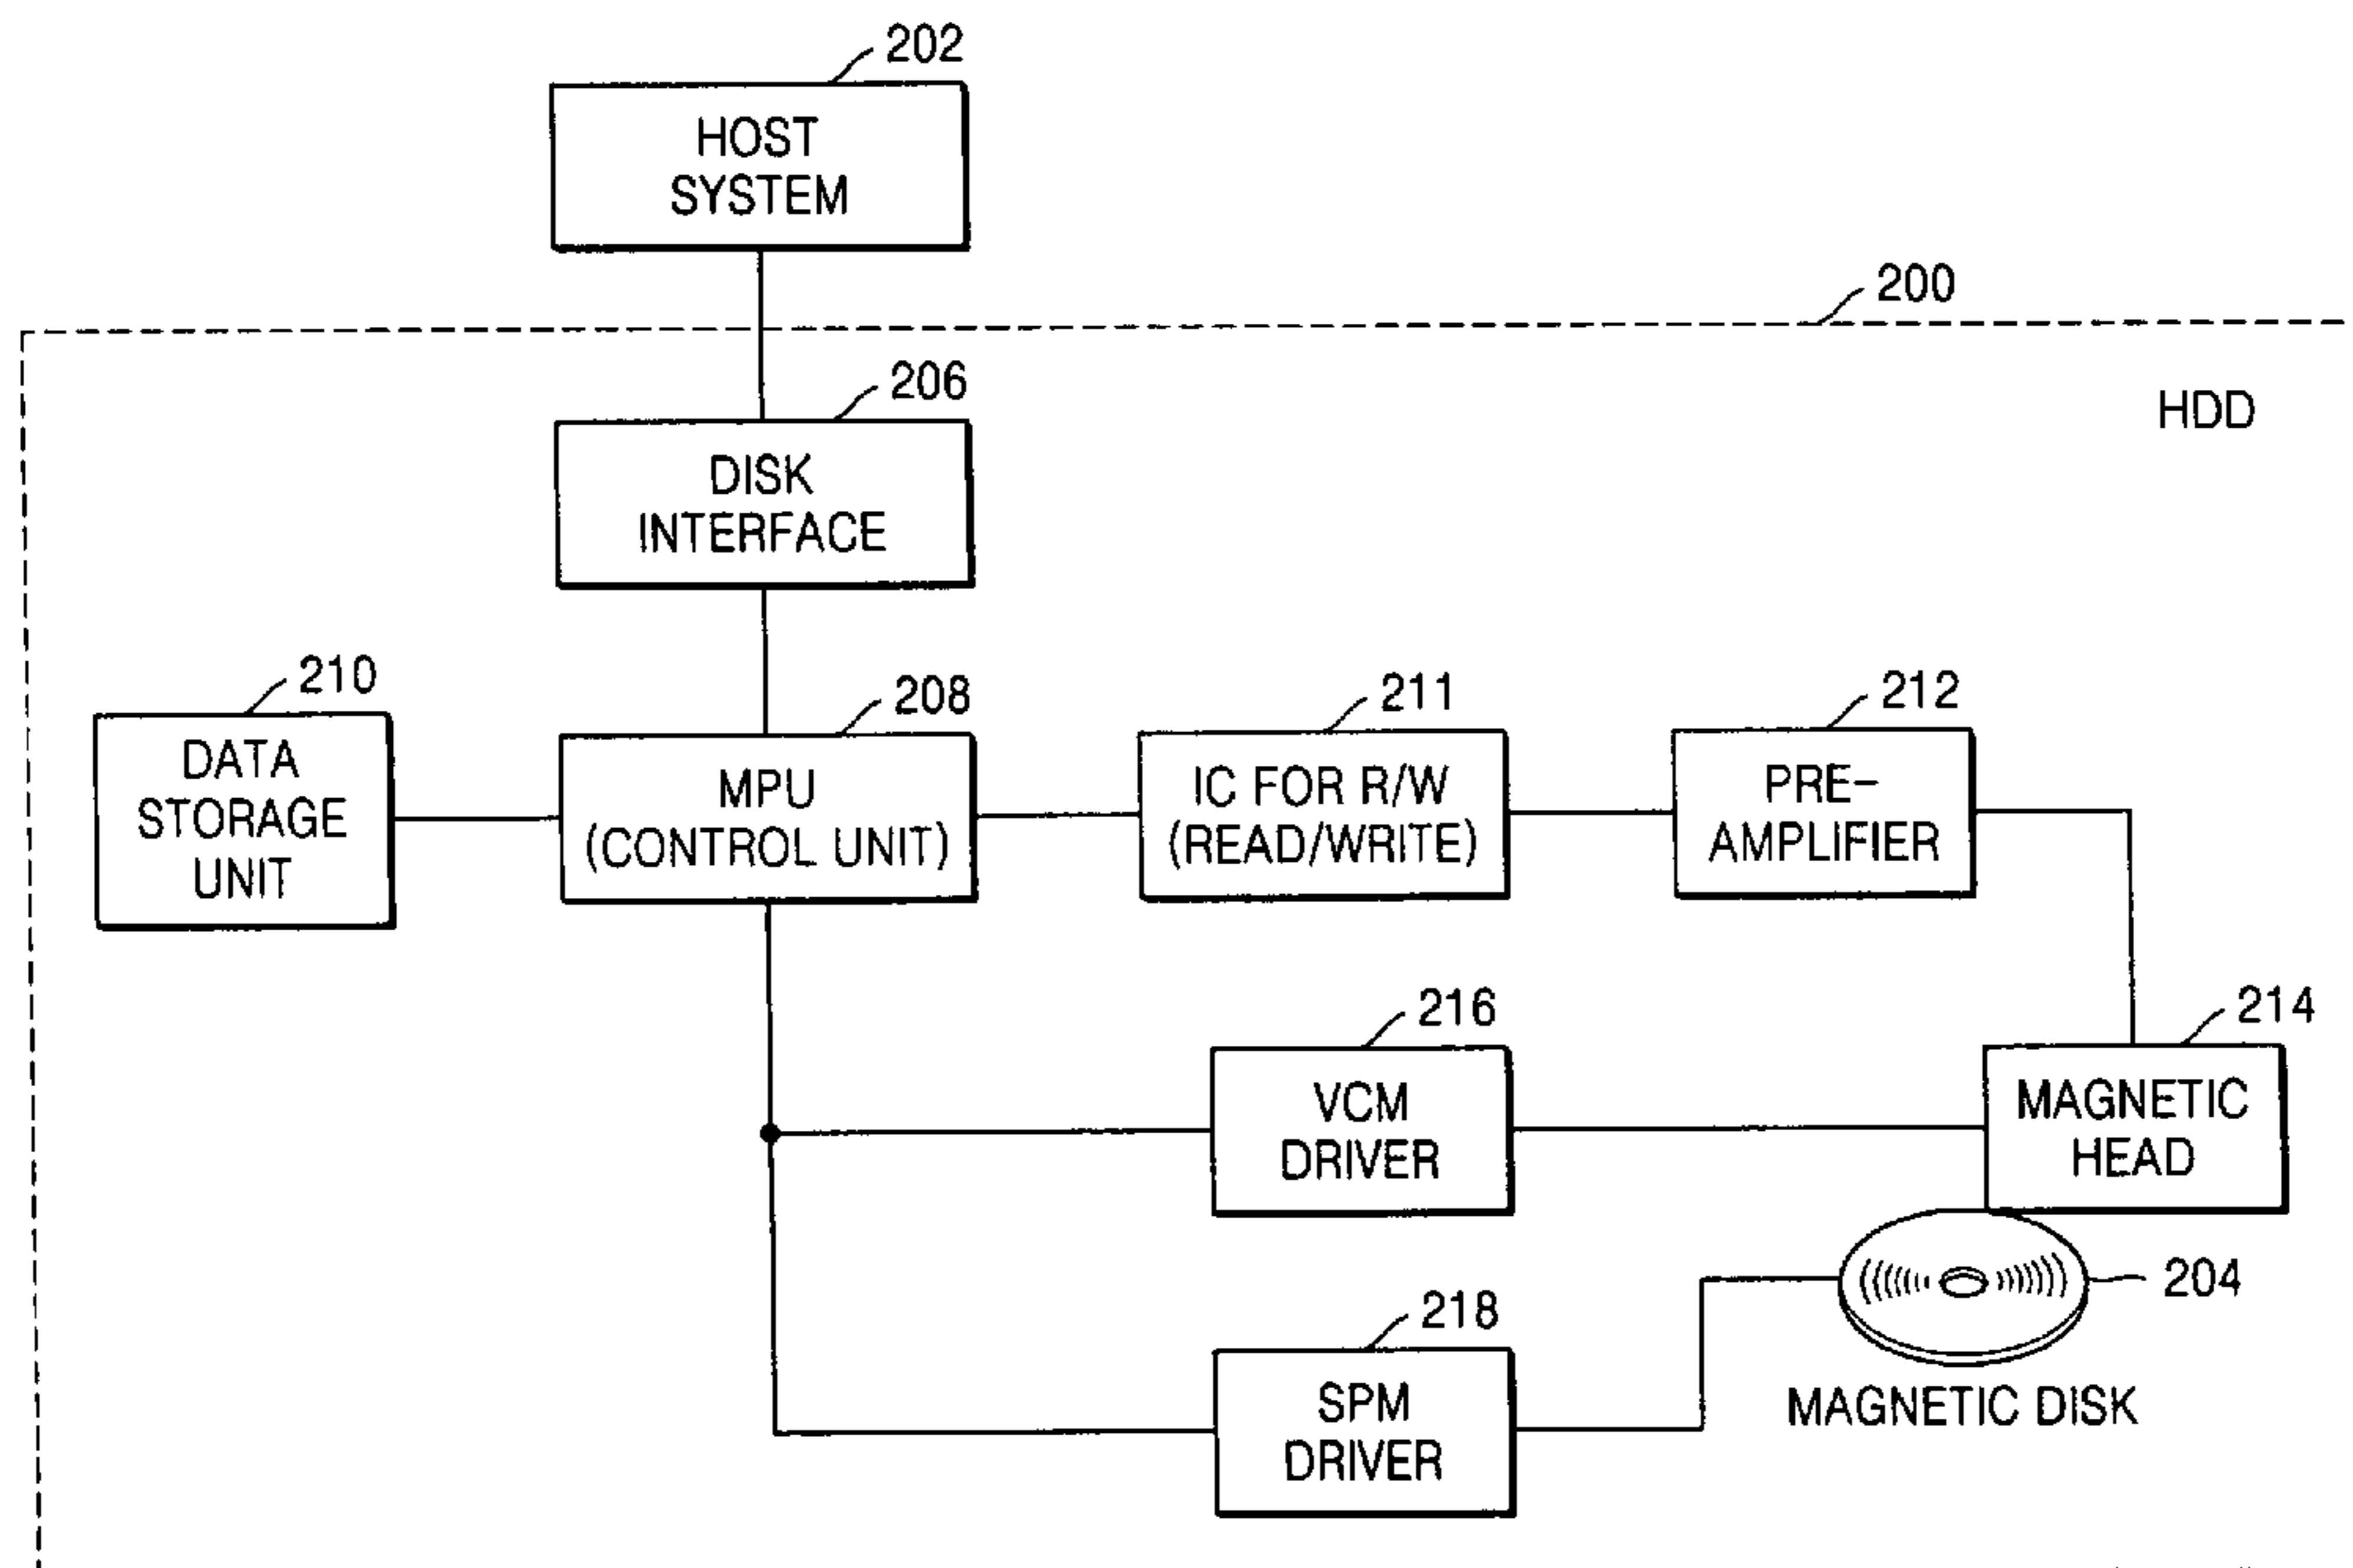 202
HOST
SYSTEM
200
HDD
206
DISK
INTERFACE
210
DATA
STORAGE
UNIT
208
MPU
(CONTROL UNIT)
211
IC FOR R/W
(READ/WRITE)
212
PRE-
AMPLIFIER
216
VCM
DRIVER
214
MAGNETIC
HEAD
204
MAGNETIC DISK
218
SPM
DRIVER